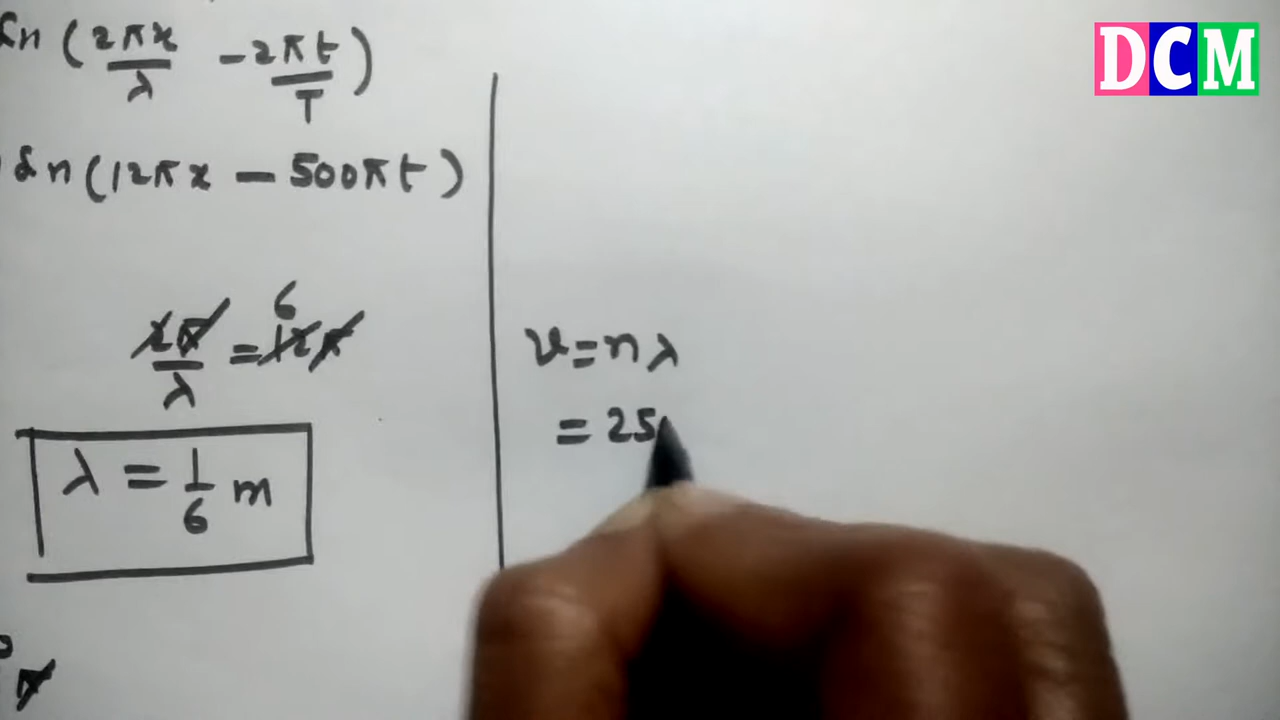 sin (2πx/λ - 2πt/T)
sin (12πx - 500πt)
2π/λ = 12π 6
λ = 1/6 m
π
v = nλ
= 25
DCM